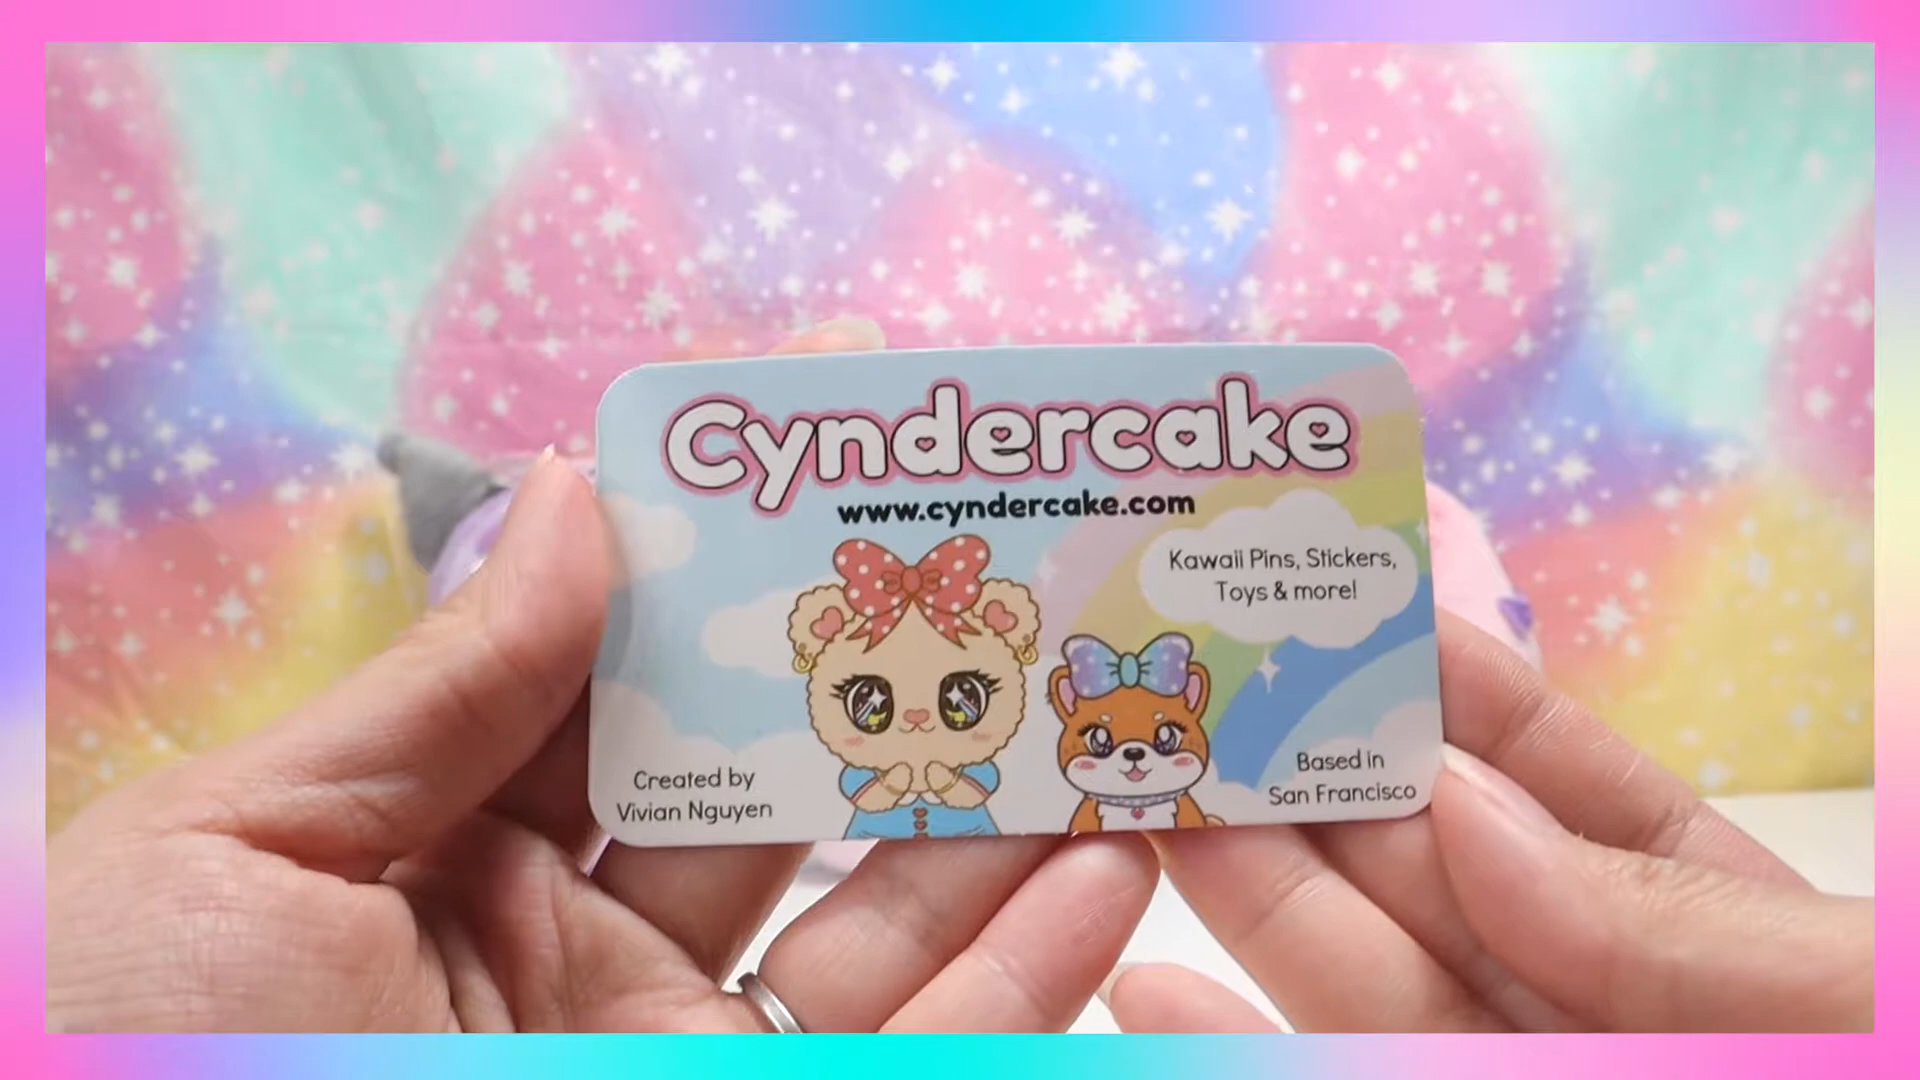 Cyndercake
www.cyndercake.com
Kawaii Pins, Stickers,
Toys & more!
Created by
Vivian Nguyen
Based in
San Francisco